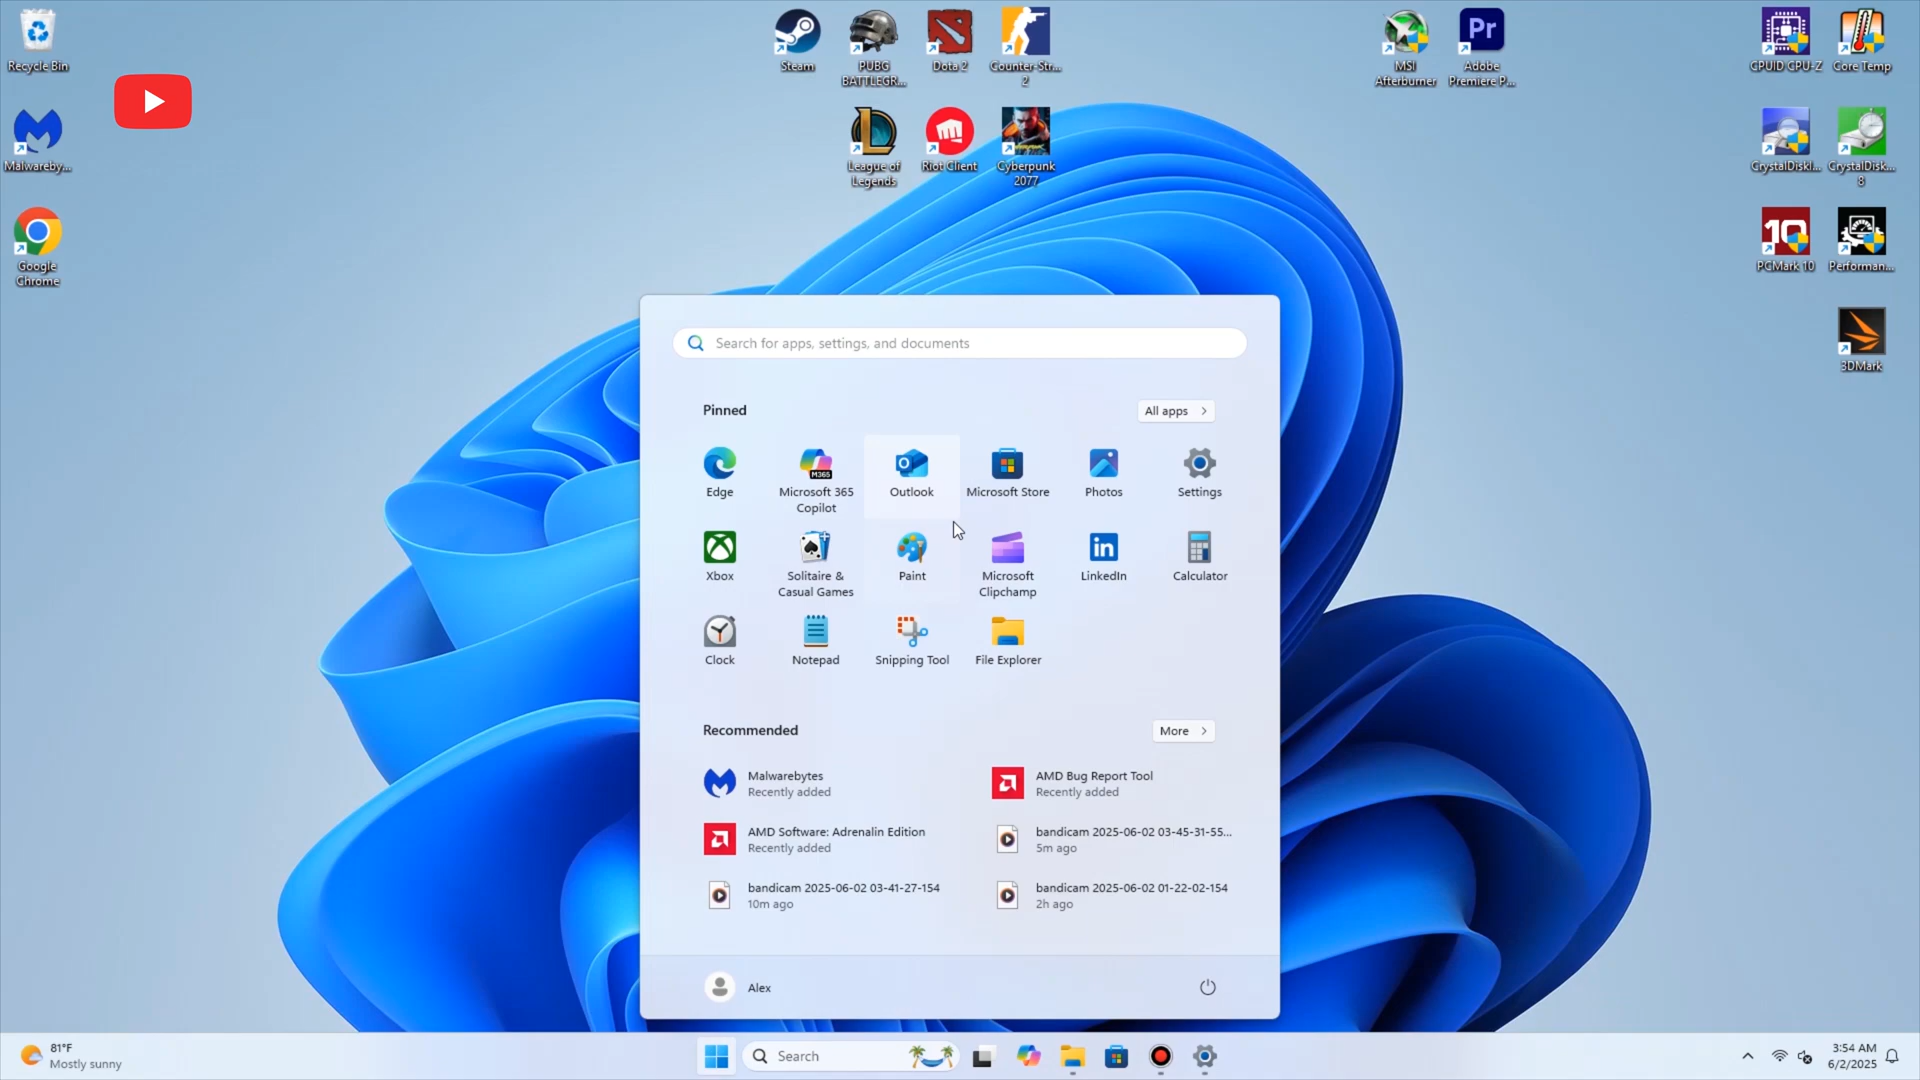 Recycle Bin
Malwareby...
Google
Chrome
Steam
PUBG
BATTLEGR...
Dota 2
Counter-Str...
2
League of
Legends
Riot Client
Cyberpunk
2077
MSI
Afterburner
Pr
Adobe
Premiere P...
CPUID CPU-Z
Core Temp
CrystalDiskI...
CrystalDisk...
8
10
PCMark 10
Performan...
3DMark
Search for apps, settings, and documents
Pinned
All apps
Edge
M365
Microsoft 365
Copilot
Outlook
Microsoft Store
Photos
Settings
Xbox
Solitaire &
Casual Games
Paint
Microsoft
Clipchamp
in
LinkedIn
Calculator
Clock
Notepad
Snipping Tool
File Explorer
Recommended
More
Malwarebytes
Recently added
AMD Bug Report Tool
Recently added
AMD Software: Adrenalin Edition
Recently added
bandicam 2025-06-02 03-45-31-55...
5m ago
bandicam 2025-06-02 03-41-27-154
10m ago
bandicam 2025-06-02 01-22-02-154
2h ago
Alex
81°F
Mostly sunny
Search
3:54 AM
6/2/2025